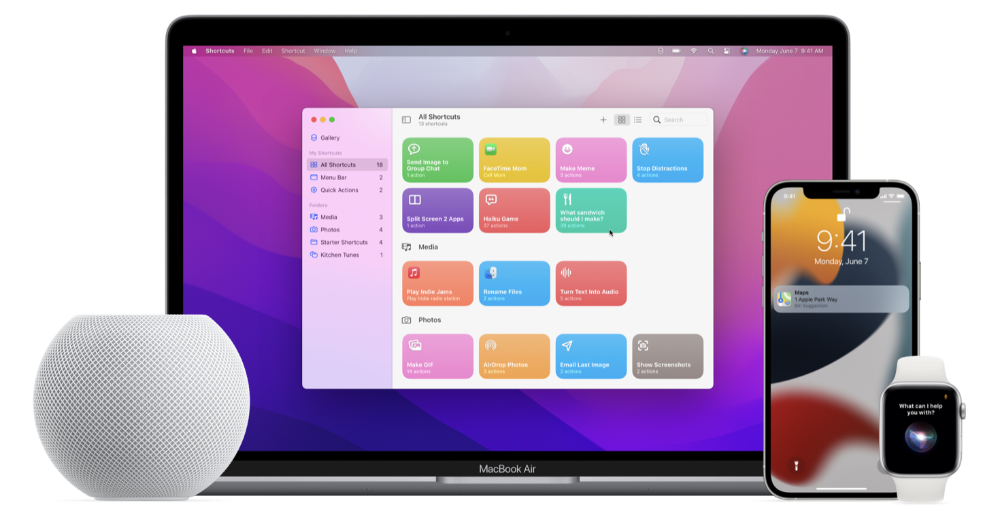 Shortcuts File Edit Shortcut Window Help
Monday June 7 9:41 AM
Gallery
My Shortcuts
All Shortcuts 18
Menu Bar 2
Quick Actions 2
Folders
Media 3
Photos 4
Starter Shortcuts 4
Kitchen Tunes 1
All Shortcuts
13 shortcuts
Search
Send Image to
Group Chat
1 action
FaceTime Mom
Call Mom
Make Meme
3 actions
Stop Distractions
4 actions
Split Screen 2 Apps
1 action
Haiku Game
37 actions
What sandwich
should I make?
39 actions
Media
Play Indie Jams
Play indie radio station
Rename Files
2 actions
Turn Text Into Audio
5 actions
Photos
Make GIF
14 actions
AirDrop Photos
3 actions
Email Last Image
2 actions
Show Screenshots
2 actions
MacBook Air
9:41
9:41
Monday, June 7
Maps
1 Apple Park Way
Siri Suggestion
What can I help
you with?